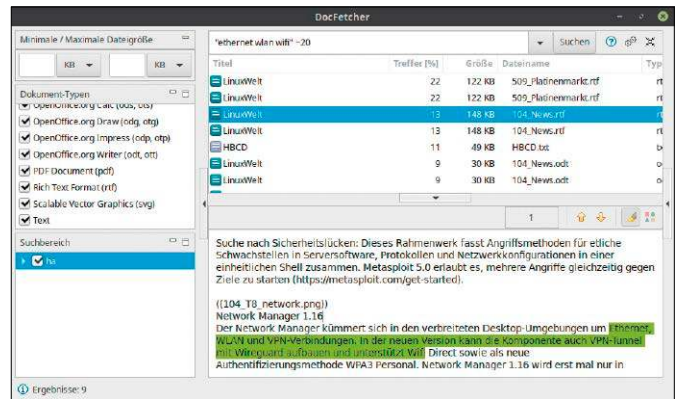 DocFetcher
Minimale / Maximale Dateigröße
KB
KB
Dokument-Typen
OpenOffice.org Calc (ods, ots)
OpenOffice.org Draw (odg, otg)
OpenOffice.org Impress (odp, otp)
OpenOffice.org Writer (odt, ott)
PDF Document (pdf)
Rich Text Format (rtf)
Scalable Vector Graphics (svg)
Text
Suchbereich
ha
Ergebnisse: 9
"ethernet wlan wifi" ~20
Suchen
Titel Treffer [%] Größe Dateiname Typ
LinuxWelt 22 122 KB 509_Platinenmarkt.rtf rt
LinuxWelt 22 122 KB 509_Platinenmarkt.rtf rt
LinuxWelt 13 148 KB 104_News.rtf rt
LinuxWelt 13 148 KB 104_News.rtf rt
HBCD 11 49 KB HBCD.txt
LinuxWelt 9 30 KB 104_News.odt
LinuxWelt 9 30 KB 104_News.odt
1
Suche nach Sicherheitslücken: Dieses Rahmenwerk fasst Angriffsmethoden für etliche
Schwachstellen in Serversoftware, Protokollen und Netzwerkkonfigurationen in einer
einheitlichen Shell zusammen. Metasploit 5.0 erlaubt es, mehrere Angriffe gleichzeitig gegen
Ziele zu starten (https://metasploit.com/get-started).
((104_T8_network.png))
Network Manager 1.16
Der Network Manager kümmert sich in den verbreiteten Desktop-Umgebungen um Ethernet,
WLAN und VPN-Verbindungen. In der neuen Version kann die Komponente auch VPN-Tunnel
mit Wireguard aufbauen und unterstützt Wifi Direct sowie als neue
Authentifizierungsmethode WPA3 Personal. Network Manager 1.16 wird erst mal nur in